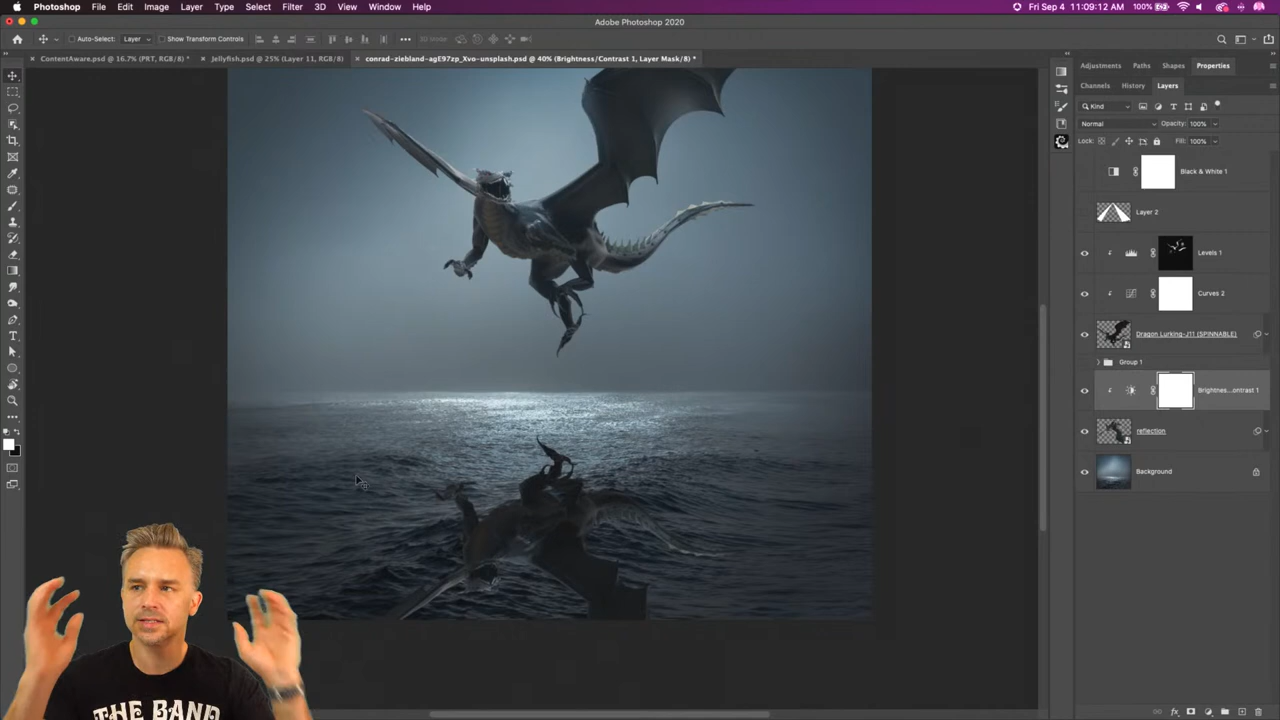 Photoshop File Edit Image Layer Type Select Filter 3D View Window Help 100% Fri Sep 4 11:09:12 AM
Adobe Photoshop 2020
Auto-Select: Layer Show Transform Controls 3D Mode
ContentAware.psd @ 16.7% (PRT, RGB/8) * Jellyfish.psd @ 25% (Layer 11, RGB/8) conrad-ziebland-agE97zp_Xvo-unsplash.psd @ 40% (Brightness/Contrast 1, Layer Mask/8) *
Adjustments Paths Shapes Properties
Channels History Layers
Kind
Normal Opacity: 100%
Lock: Fill: 100%
Black & White 1
Layer 2
Levels 1
Curves 2
Dragon Lurking-J11 (SPINNABLE)
Group 1
Brightnes...ontrast 1
reflection
Background
THE BAND